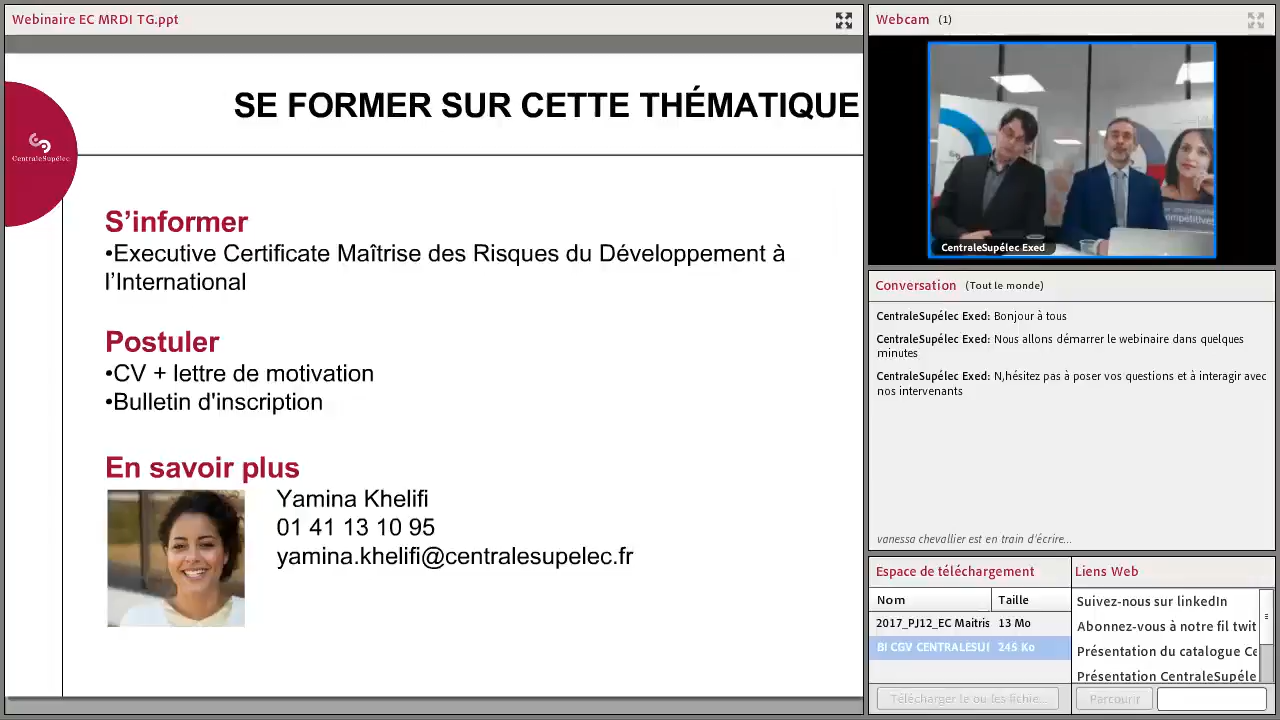 Webinaire EC MRDI TG.ppt
SE FORMER SUR CETTE THÉMATIQUE
CentraleSupélec
S’informer
•Executive Certificate Maîtrise des Risques du Développement à
l’International
Postuler
•CV + lettre de motivation
•Bulletin d'inscription
En savoir plus
Yamina Khelifi
01 41 13 10 95
yamina.khelifi@centralesupelec.fr
Webcam (1)
CentraleSupélec Exed
Conversation (Tout le monde)
CentraleSupélec Exed: Bonjour à tous
CentraleSupélec Exed: Nous allons démarrer le webinaire dans quelques
minutes
CentraleSupélec Exed: N,hésitez pas à poser vos questions et à interagir avec
nos intervenants
vanessa chevallier est en train d'écrire...
Espace de téléchargement
Nom Taille
2017_PJ12_EC Maitris 13 Mo
BI CGV CENTRALESUI 245 Ko
Télécharger le ou les fichie...
Liens Web
Suivez-nous sur linkedIn
Abonnez-vous à notre fil twit
Présentation du catalogue Ce
Présentation CentraleSupéle
Parcourir